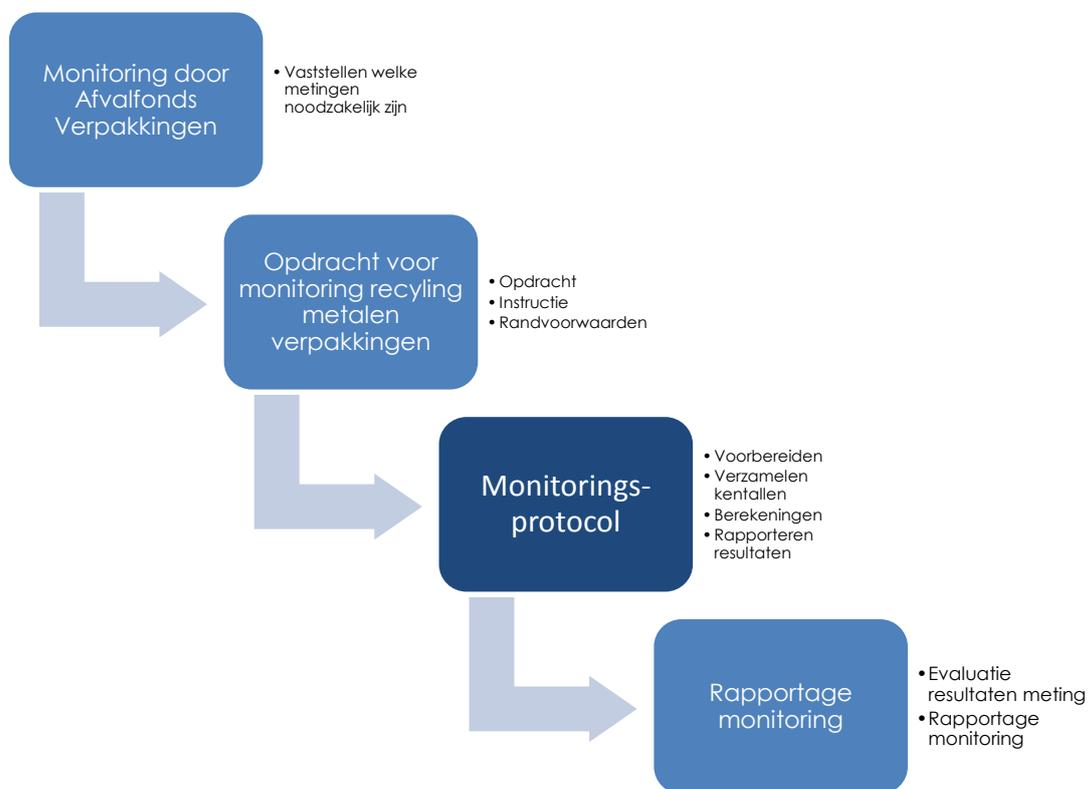 Monitoring door
Afvalfonds
Verpakkingen
• Vaststellen welke
metingen
noodzakelijk zijn
Opdracht voor
monitoring recyling
metalen
verpakkingen
• Opdracht
• Instructie
• Randvoorwaarden
Monitorings-
protocol
• Voorbereiden
• Verzamelen
kentallen
• Berekeningen
• Rapporteren
resultaten
Rapportage
monitoring
• Evaluatie
resultaten meting
• Rapportage
monitoring